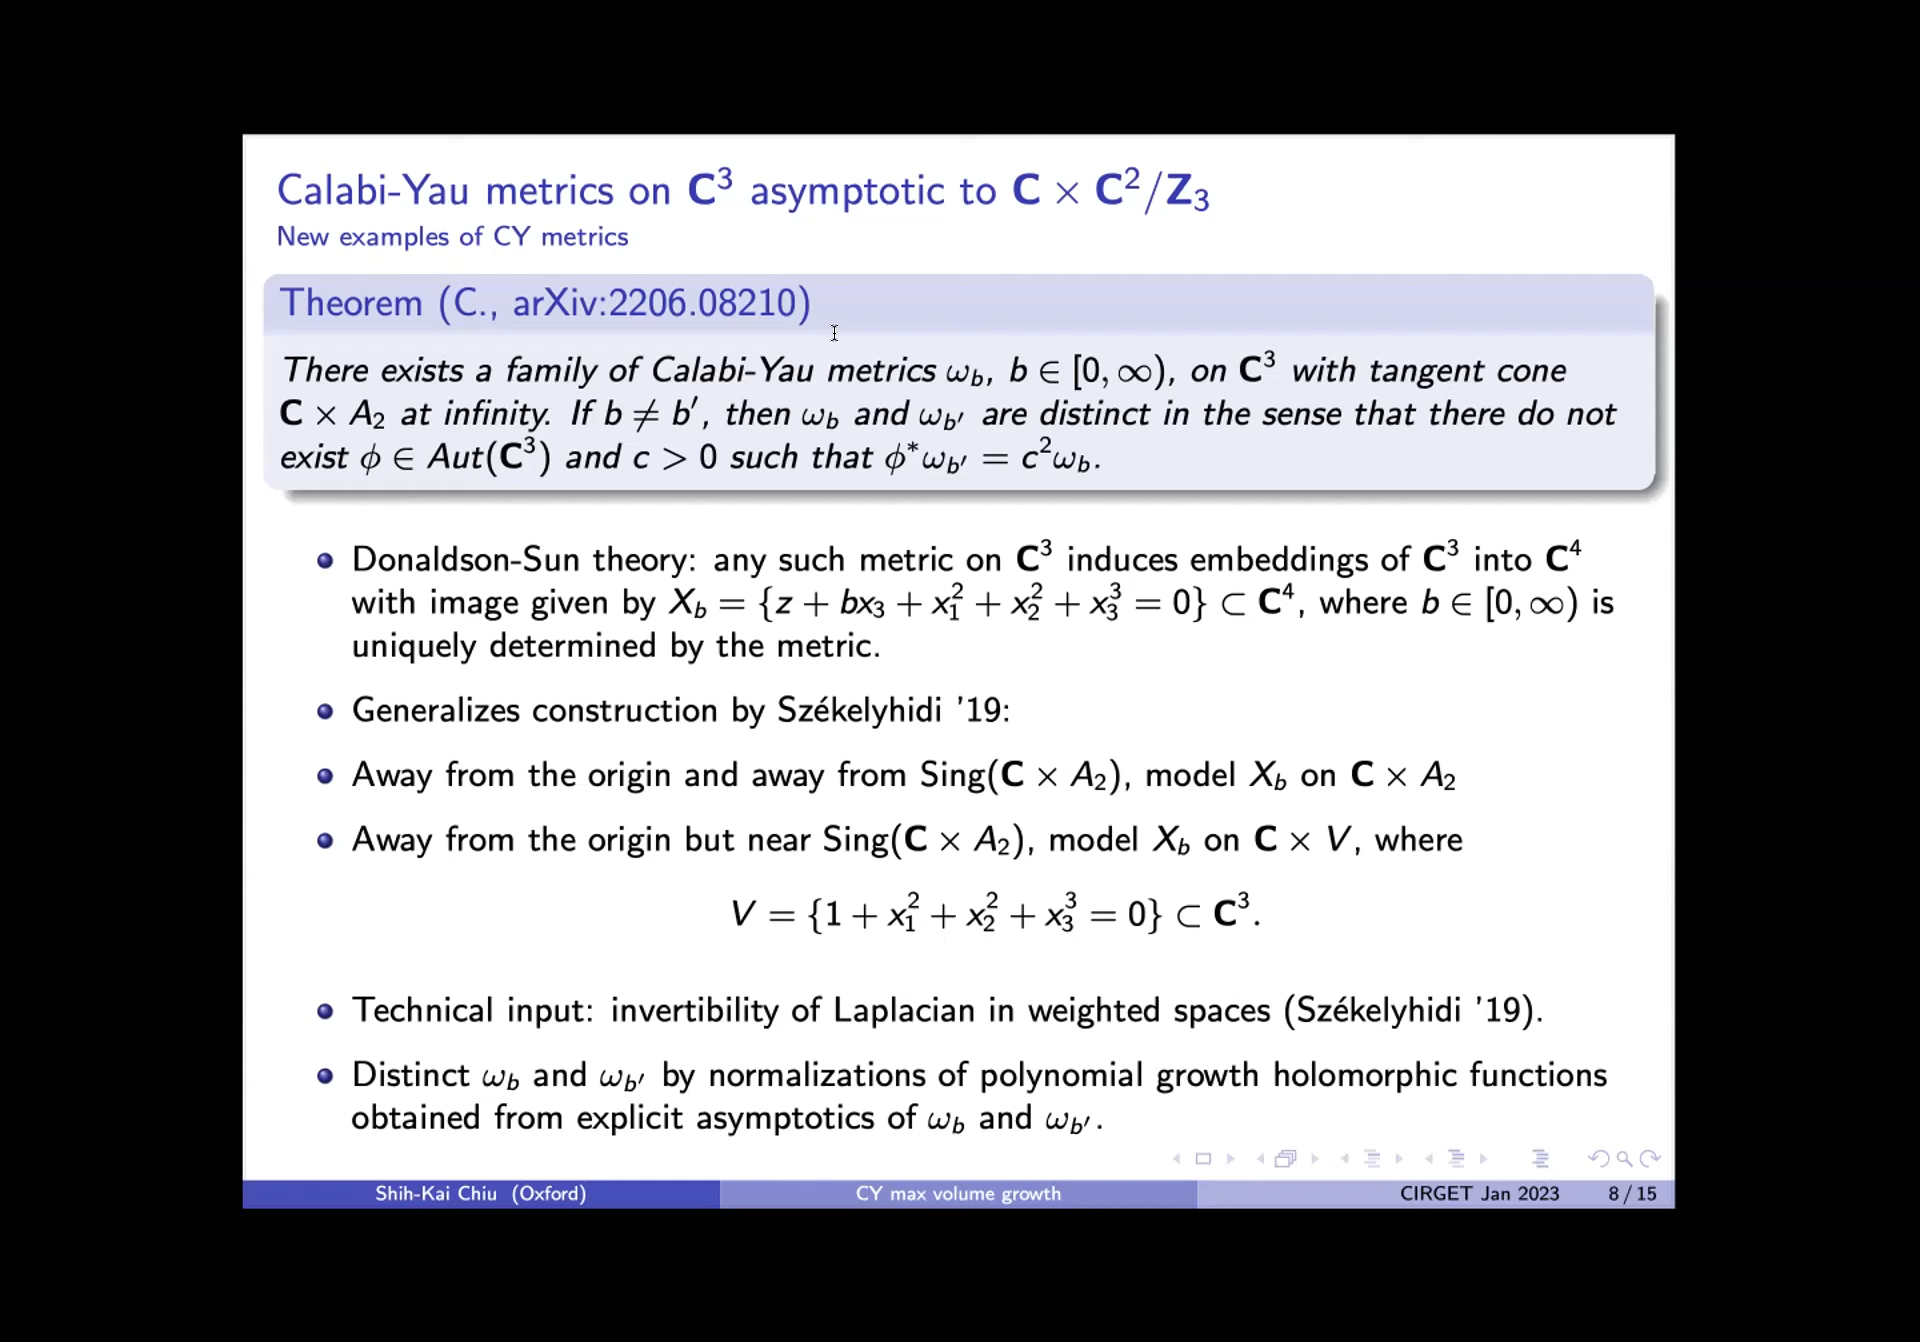 Calabi-Yau metrics on C³ asymptotic to C × C²/Z₃
New examples of CY metrics
Theorem (C., arXiv:2206.08210)
There exists a family of Calabi-Yau metrics ω_b, b ∈ [0, ∞), on C³ with tangent cone
C × A₂ at infinity. If b ≠ b′, then ω_b and ω_b′ are distinct in the sense that there do not
exist ϕ ∈ Aut(C³) and c > 0 such that ϕ*ω_b′ = c²ω_b.
Donaldson-Sun theory: any such metric on C³ induces embeddings of C³ into C⁴
with image given by X_b = {z + bx₃ + x₁² + x₂² + x₃³ = 0} ⊂ C⁴, where b ∈ [0, ∞) is
uniquely determined by the metric.
Generalizes construction by Székelyhidi '19:
Away from the origin and away from Sing(C × A₂), model X_b on C × A₂
Away from the origin but near Sing(C × A₂), model X_b on C × V, where
V = {1 + x₁² + x₂² + x₃³ = 0} ⊂ C³.
Technical input: invertibility of Laplacian in weighted spaces (Székelyhidi '19).
Distinct ω_b and ω_b′ by normalizations of polynomial growth holomorphic functions
obtained from explicit asymptotics of ω_b and ω_b′.
Shih-Kai Chiu (Oxford) CY max volume growth CIRGET Jan 2023 8 / 15